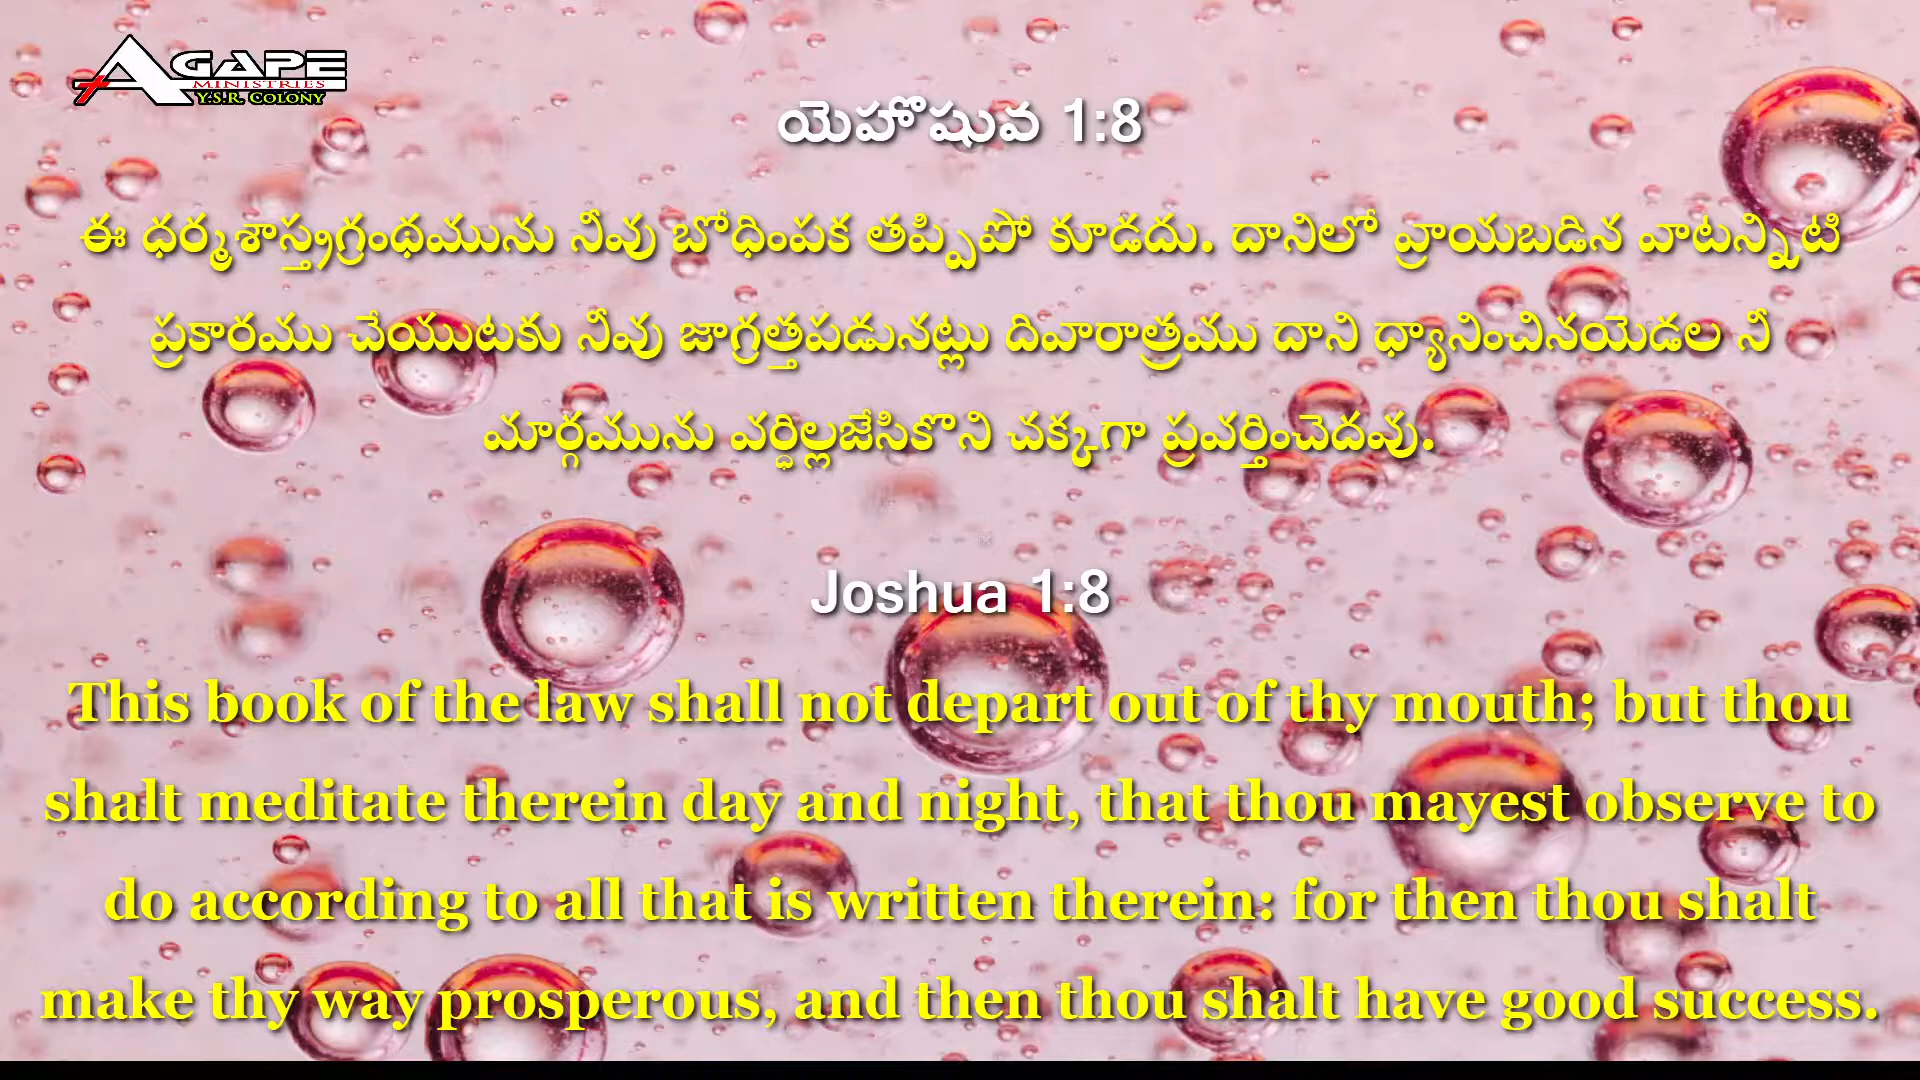 AGAPE
MINISTRIES
Y.S.R. COLONY
యెహోషువ 1:8
ఈ ధర్మశాస్త్రగ్రంథమును నీవు బోధింపక తప్పిపో కూడదు. దానిలో వ్రాయబడిన వాటన్నిటి
ప్రకారము చేయుటకు నీవు జాగ్రత్తపడునట్లు దివారాత్రము దాని ధ్యానించినయెడల నీ
మార్గమును వర్ధిల్లజేసికొని చక్కగా ప్రవర్తించెదవు.
Joshua 1:8
This book of the law shall not depart out of thy mouth; but thou
shalt meditate therein day and night, that thou mayest observe to
do according to all that is written therein: for then thou shalt
make thy way prosperous, and then thou shalt have good success.